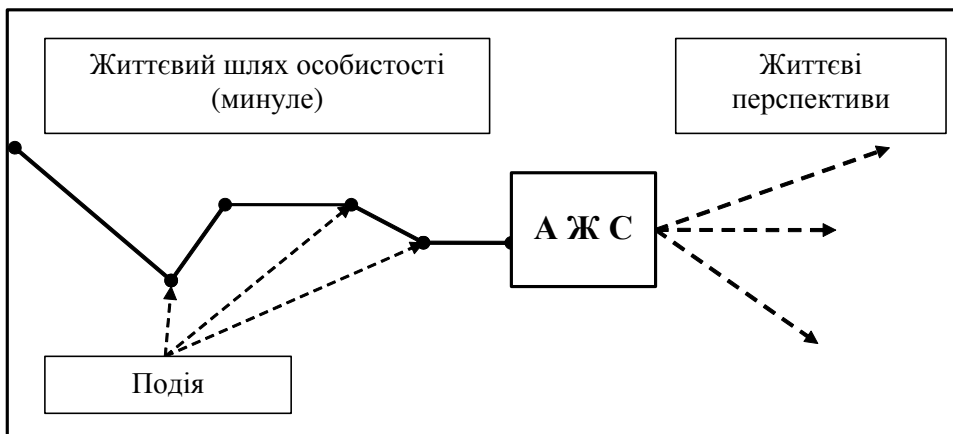 Життєвий шлях особистості
(минуле)
Життєві
перспективи
А Ж С
Подія